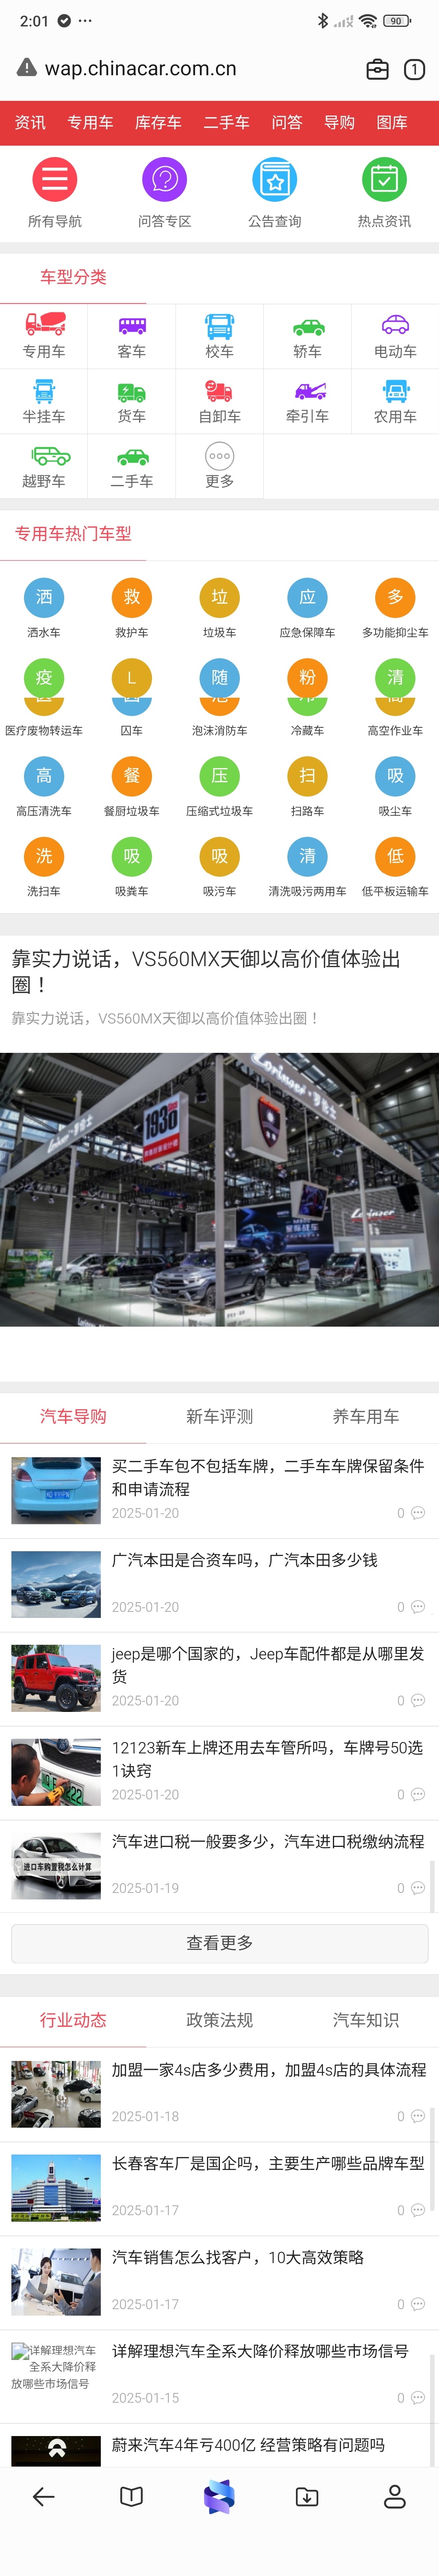 2:01
90
wap.chinacar.com.cn
1
资讯 专用车 库存车 二手车 问答 导购 图库
所有导航 问答专区 公告查询 热点资讯
车型分类
专用车 客车 校车 轿车 电动车
半挂车 货车 自卸车 牵引车 农用车
越野车 二手车 更多
专用车热门车型
洒 救 垃 应 多
洒水车 救护车 垃圾车 应急保障车 多功能抑尘车
疫 L 随 粉 清
医疗废物转运车 囚车 泡沫消防车 冷藏车 高空作业车
高 餐 压 扫 吸
高压清洗车 餐厨垃圾车 压缩式垃圾车 扫路车 吸尘车
洗 吸 吸 清 低
洗扫车 吸粪车 吸污车 清洗吸污两用车 低平板运输车
靠实力说话，VS560MX天御以高价值体验出
圈！
靠实力说话，VS560MX天御以高价值体验出圈！
1930
Lorinser
汽车导购 新车评测 养车用车
买二手车包不包括车牌，二手车车牌保留条件
和申请流程
2025-01-20 0
广汽本田是合资车吗，广汽本田多少钱
2025-01-20 0
jeep是哪个国家的，Jeep车配件都是从哪里发
货
2025-01-20 0
12123新车上牌还用去车管所吗，车牌号50选
1诀窍
2025-01-20 0
汽车进口税一般要多少，汽车进口税缴纳流程
进口车购置税怎么计算
2025-01-19 0
查看更多
行业动态 政策法规 汽车知识
加盟一家4s店多少费用，加盟4s店的具体流程
2025-01-18 0
长春客车厂是国企吗，主要生产哪些品牌车型
2025-01-17 0
汽车销售怎么找客户，10大高效策略
2025-01-17 0
详解理想汽车
全系大降价释
放哪些市场信号
详解理想汽车全系大降价释放哪些市场信号
2025-01-15 0
蔚来汽车4年亏400亿 经营策略有问题吗